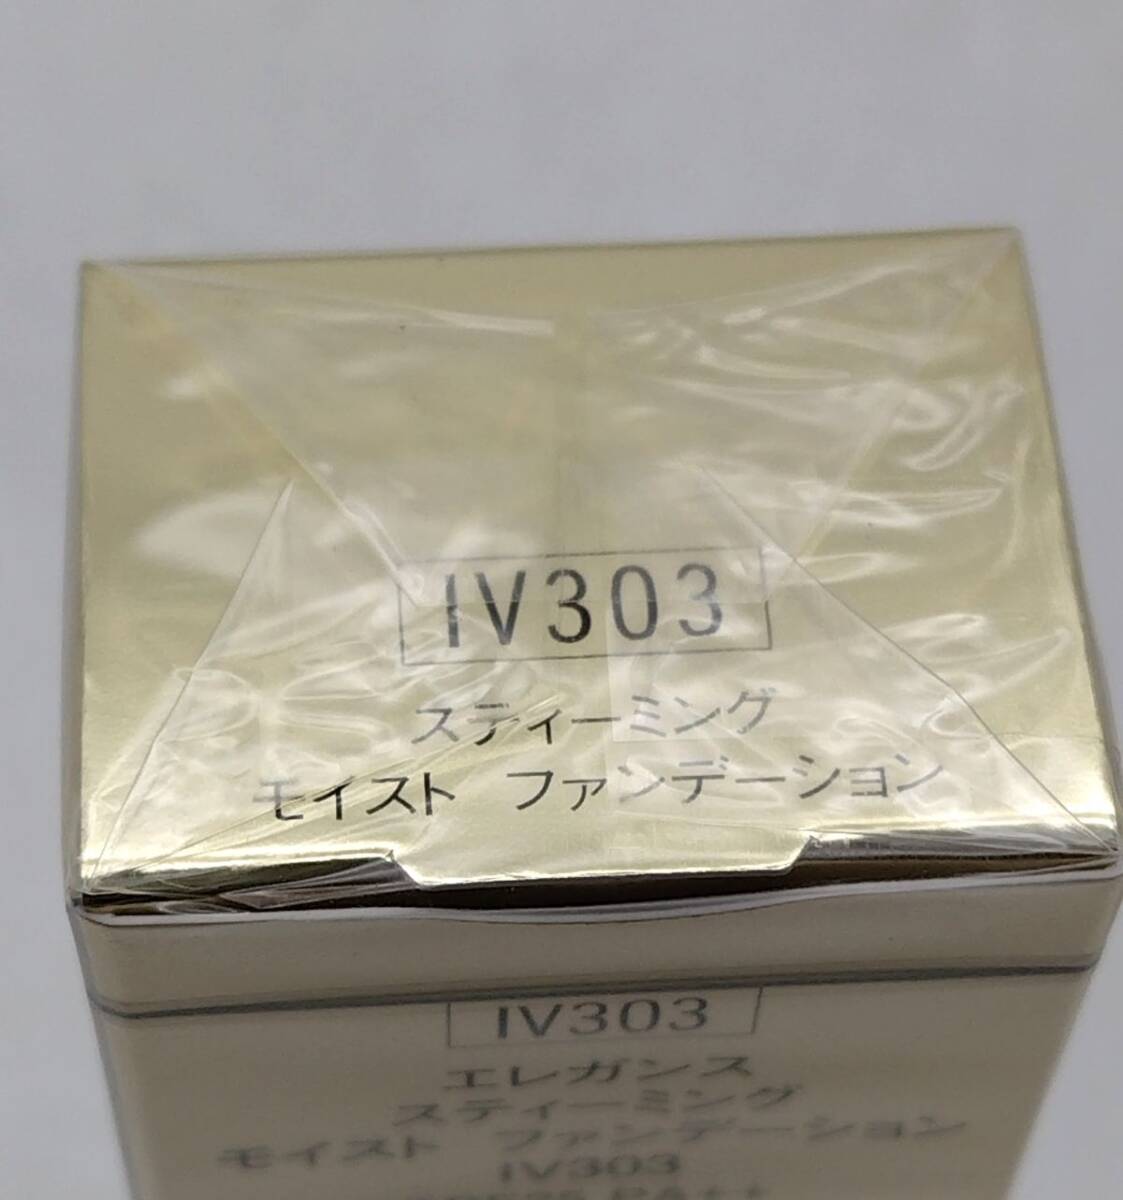 IV303
スティーミング
モイスト ファンデーション
IV303
エレガンス
スティーミング
モイスト ファンデーション
IV303
PA++